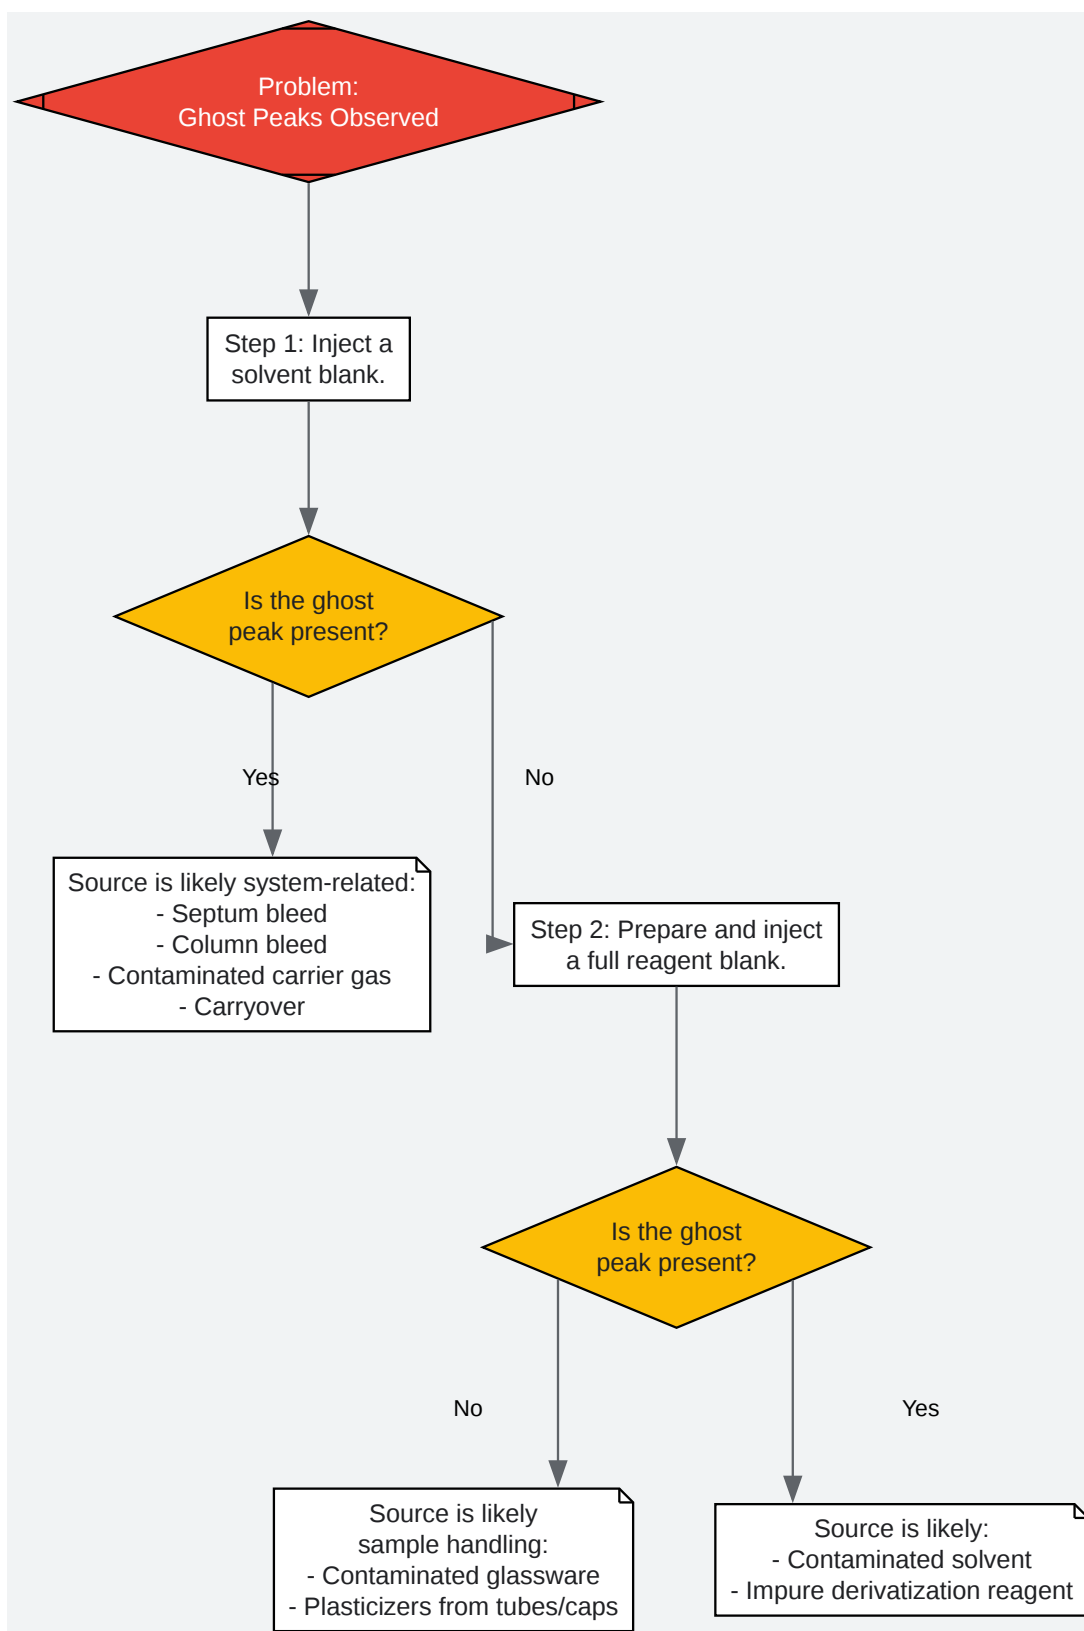 Problem:
Ghost Peaks Observed
Step 1: Inject a
solvent blank.
Is the ghost
peak present?
Yes
No
Source is likely system-related:
- Septum bleed
- Column bleed
- Contaminated carrier gas
- Carryover
Step 2: Prepare and inject
a full reagent blank.
Is the ghost
peak present?
No
Yes
Source is likely
sample handling:
- Contaminated glassware
- Plasticizers from tubes/caps
Source is likely:
- Contaminated solvent
- Impure derivatization reagent